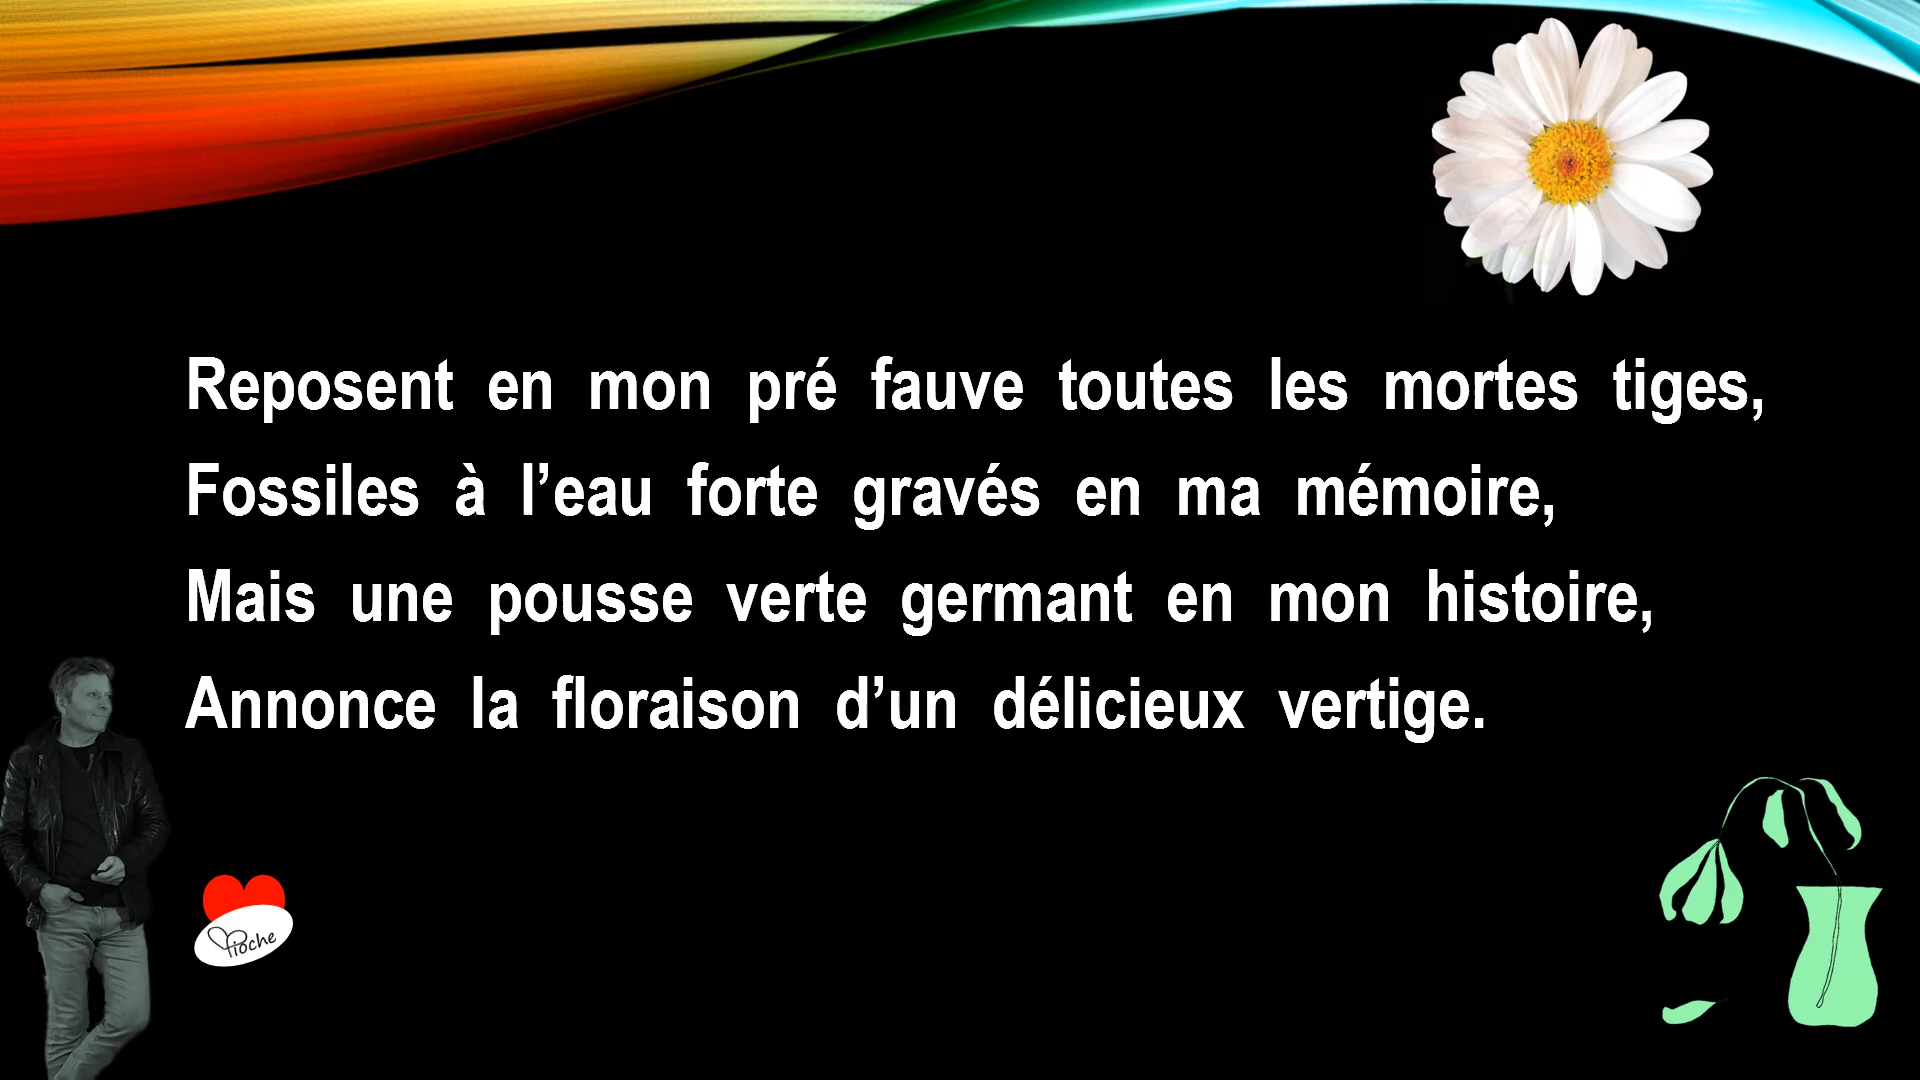 Reposent en mon pré fauve toutes les mortes tiges,
Fossiles à l’eau forte gravés en ma mémoire,
Mais une pousse verte germant en mon histoire,
Annonce la floraison d’un délicieux vertige.
Pioche